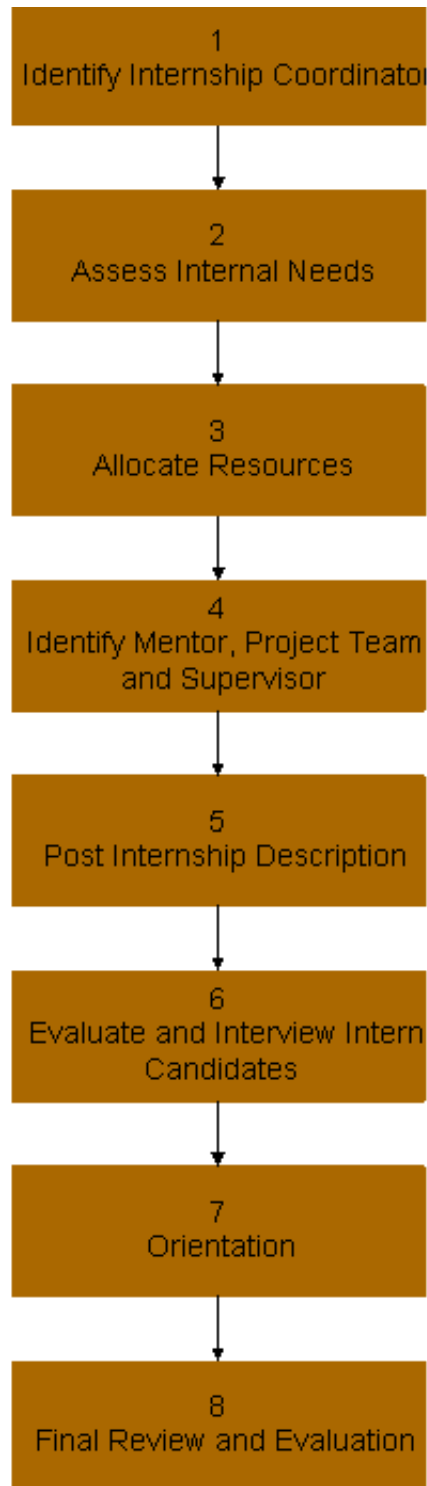 1
Identify Internship Coordinator
2
Assess Internal Needs
3
Allocate Resources
4
Identify Mentor, Project Team
and Supervisor
5
Post Internship Description
6
Evaluate and Interview Intern
Candidates
7
Orientation
8
Final Review and Evaluation